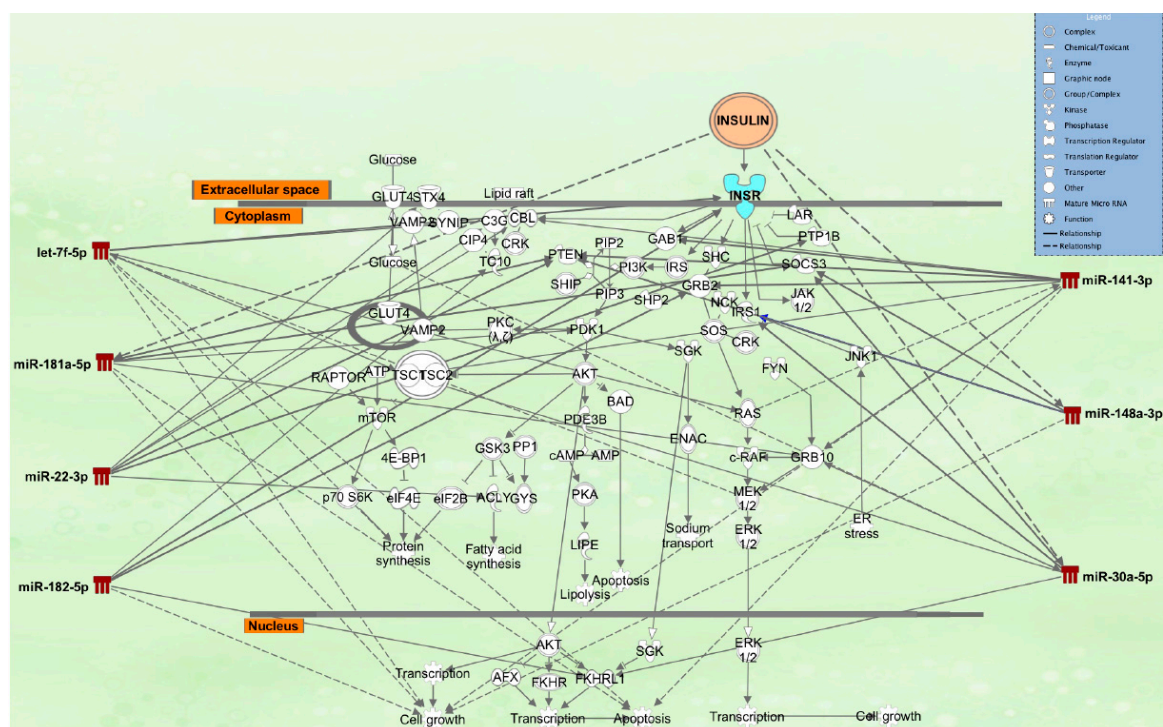 Legend
Complex
Chemical/Toxicant
Enzyme
Graphic node
Group/Complex
Kinase
Phosphatase
Transcription Regulator
Translation Regulator
Transporter
Other
Mature Micro RNA
Function
Relationship
Relationship
INSULIN
Glucose
Extracellular space
GLUT4
STX4
Lipid raft
INSR
Cytoplasm
VAMP2
SYNIP
C3G
CBL
LAR
let-7f-5p
CIP4
CRK
PIP2
GAB1
PTP1B
Glucose
TC10
PTEN
PI3K
IRS
SHC
SOCS3
miR-141-3p
SHIP
PIP3
SHP2
GRB2
NCK
JAK
1/2
GLUT4
VAMP2
PKC
(λ,ζ)
PDK1
IRS1
SOS
CRK
miR-181a-5p
SGK
JNK1
RAPTOR
ATP
TSC1
TSC2
AKT
FYN
BAD
mTOR
PDE3B
RAS
miR-148a-3p
ENAC
4E-BP1
GSK3
PP1
cAMP
AMP
c-RAF
GRB10
miR-22-3p
p70 S6K
eIF4E
eIF2B
ACLY
GYS
PKA
MEK
1/2
Protein
synthesis
Fatty acid
synthesis
LIPE
Sodium
transport
ERK
1/2
ER
stress
miR-182-5p
Lipolysis
Apoptosis
miR-30a-5p
Nucleus
AKT
SGK
ERK
1/2
Transcription
AFX
FKHR
FKHRL1
Cell growth
Transcription
Apoptosis
Transcription
Cell growth